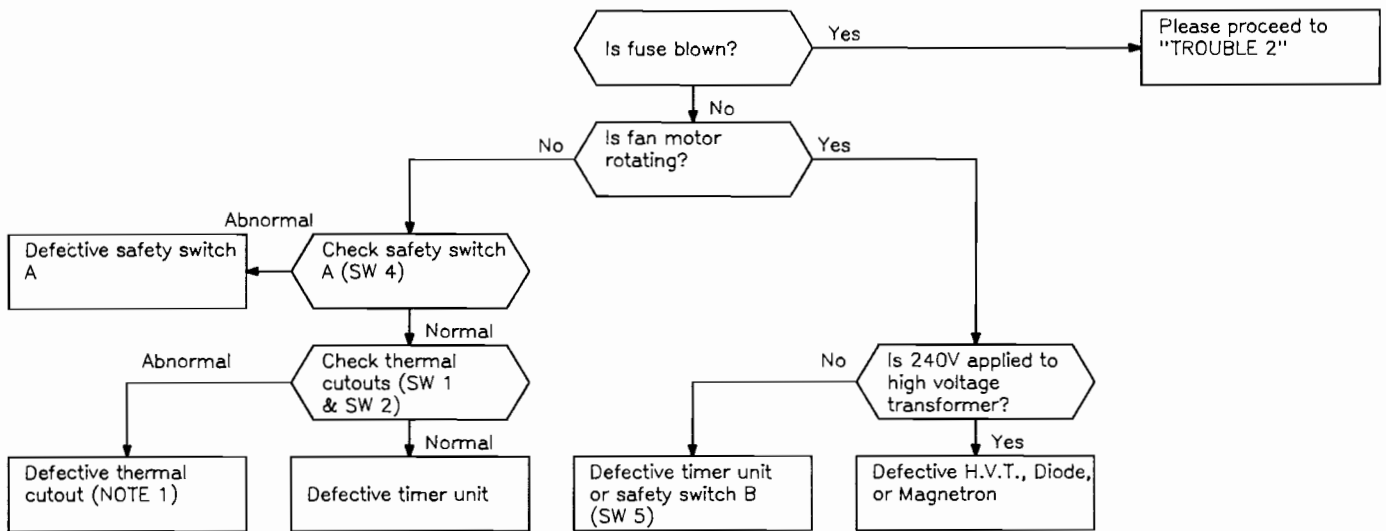 Is fuse blown?
Yes
Please proceed to
"TROUBLE 2"
No
Is fan motor
rotating?
No
Yes
Abnormal
Defective safety switch
A
Check safety switch
A (SW 4)
Normal
Abnormal
Check thermal
cutouts (SW 1
& SW 2)
No
Is 240V applied to
high voltage
transformer?
Normal
Yes
Defective thermal
cutout (NOTE 1)
Defective timer unit
Defective timer unit
or safety switch B
(SW 5)
Defective H.V.T., Diode,
or Magnetron